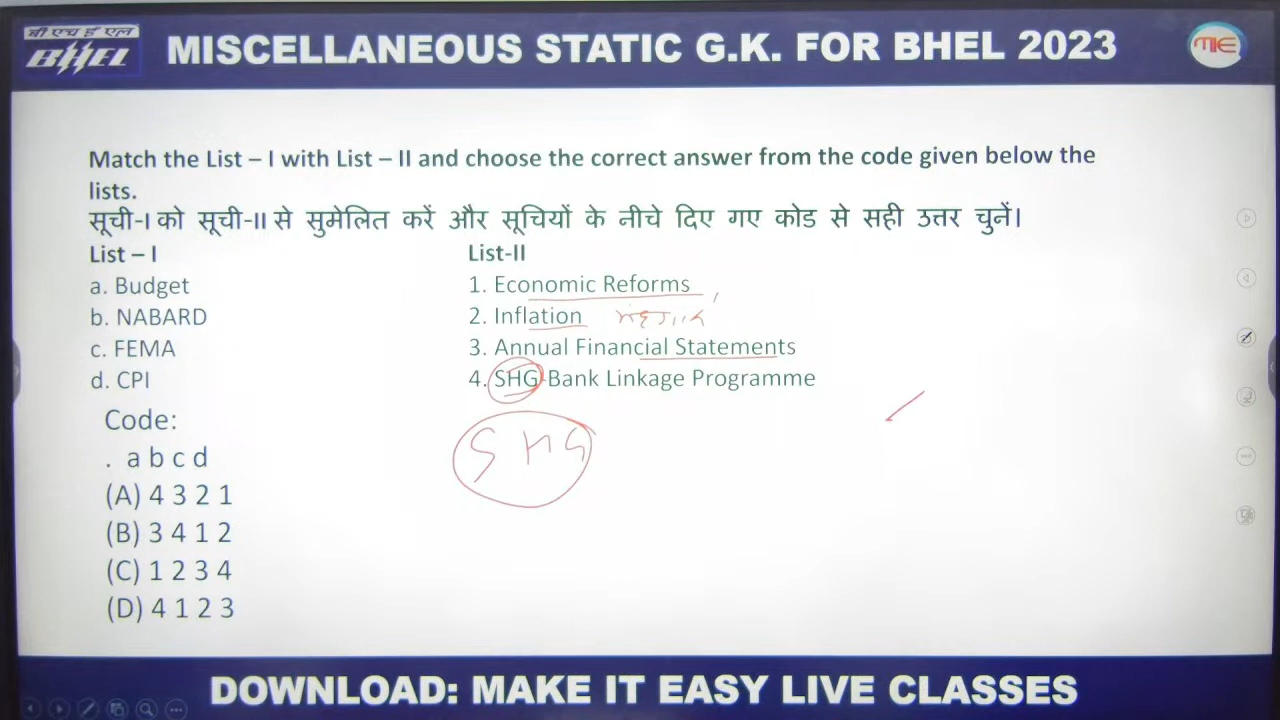 बी एच ई एल
BHEL
MISCELLANEOUS STATIC G.K. FOR BHEL 2023
MIE
Match the List – I with List – II and choose the correct answer from the code given below the
lists.
सूची-I को सूची-II से सुमेलित करें और सूचियों के नीचे दिए गए कोड से सही उत्तर चुनें।
List – I
a. Budget
b. NABARD
c. FEMA
d. CPI
List-II
1. Economic Reforms
2. Inflation
3. Annual Financial Statements
4. SHG-Bank Linkage Programme
SHG
Code:
. a b c d
(A) 4 3 2 1
(B) 3 4 1 2
(C) 1 2 3 4
(D) 4 1 2 3
DOWNLOAD: MAKE IT EASY LIVE CLASSES